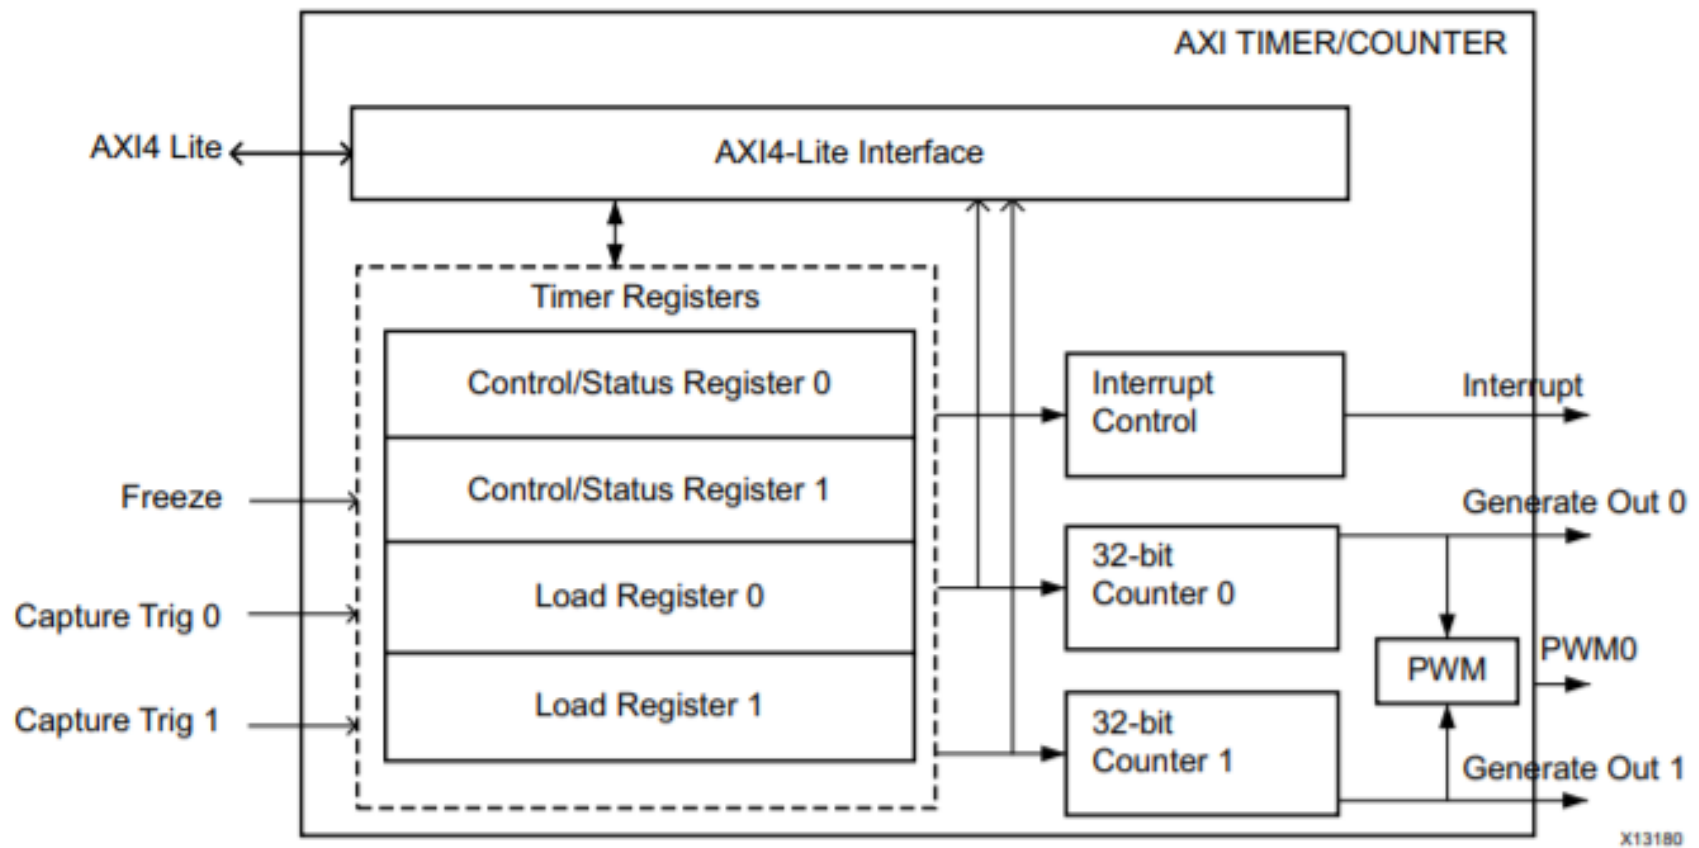 AXI TIMER/COUNTER
AXI4 Lite
AXI4-Lite Interface
Timer Registers
Control/Status Register 0
Control/Status Register 1
Load Register 0
Load Register 1
Freeze
Capture Trig 0
Capture Trig 1
Interrupt
Control
32-bit
Counter 0
32-bit
Counter 1
PWM
Interrupt
Generate Out 0
PWM0
Generate Out 1
X13180